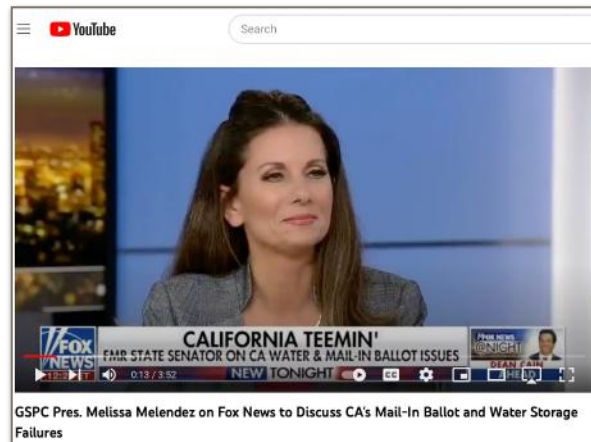 YouTube
Search
CALIFORNIA TEEMIN'
FMR STATE SENATOR ON CA WATER & MAIL-IN BALLOT ISSUES
FOX
NEWS
NEW TONIGHT
FOX NEWS
@NIGHT
DEAN CAIN
AHEAD
0:13 / 3:52
CC
GSPC Pres. Melissa Melendez on Fox News to Discuss CA's Mail-In Ballot and Water Storage
Failures